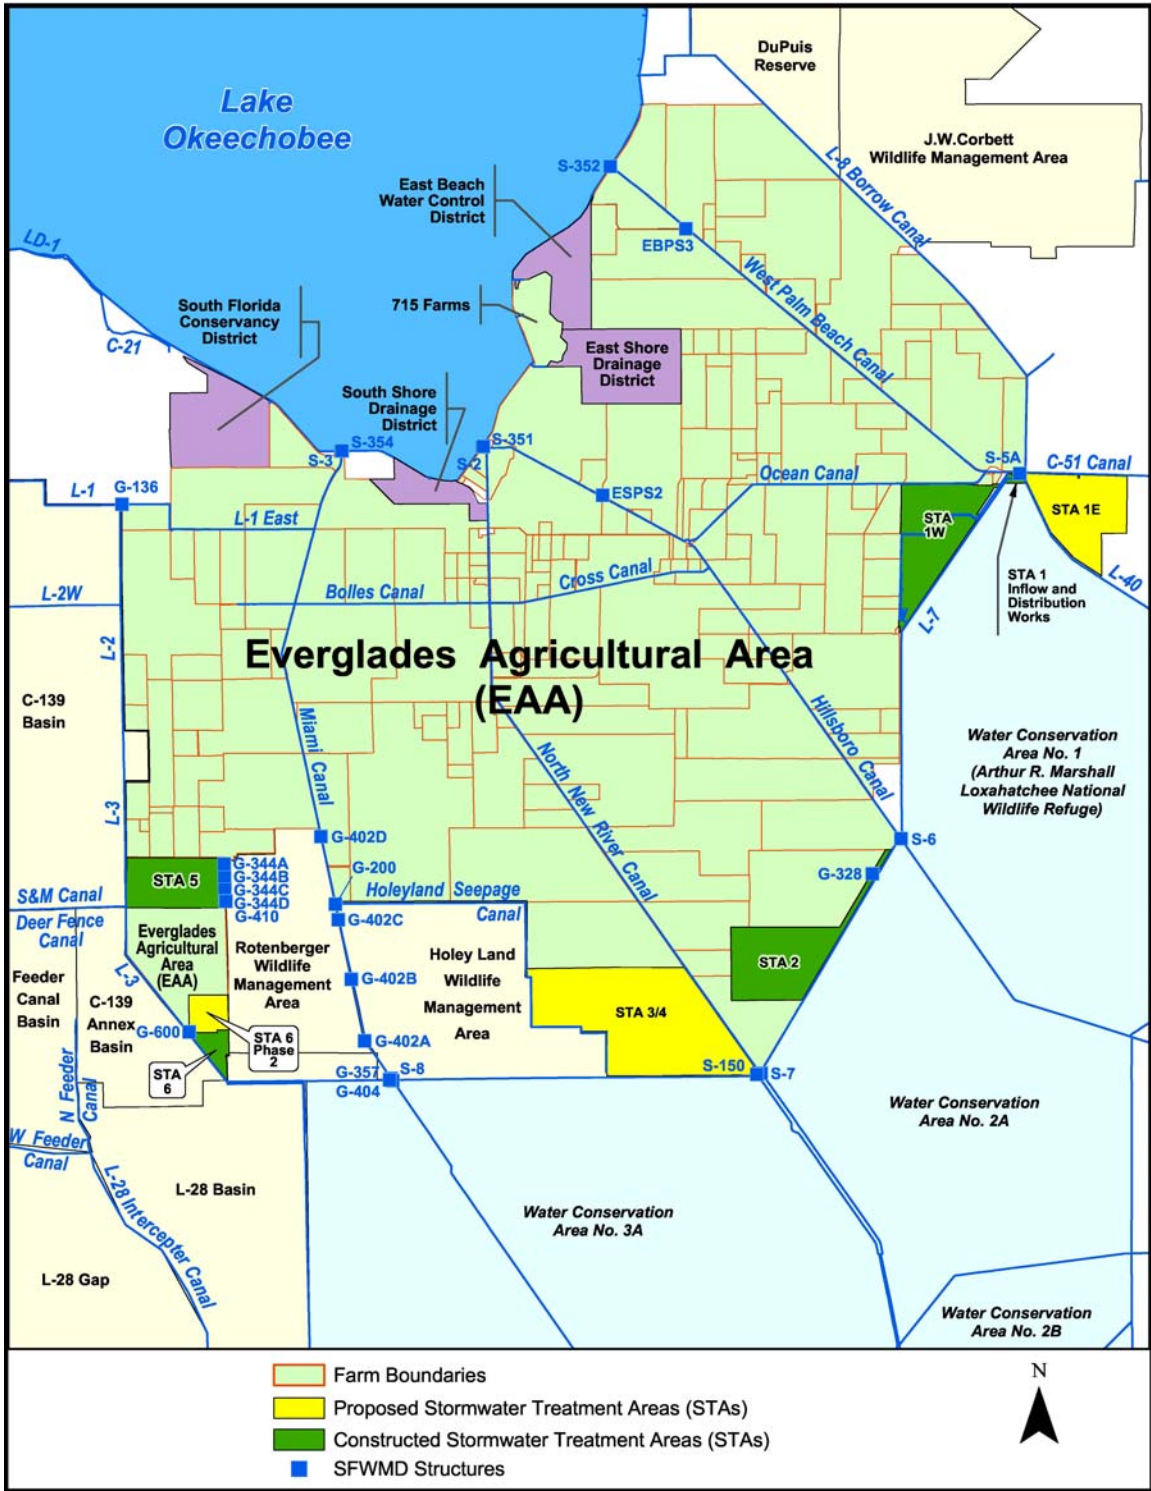 DuPuis
Reserve
Lake
Okeechobee
J.W.Corbett
Wildlife Management Area
L-8 Borrow Canal
S-352
East Beach
Water Control
District
EBPS3
LD-1
West Palm Beach Canal
South Florida
Conservancy
District
715 Farms
C-21
East Shore
Drainage
District
South Shore
Drainage
District
S-354
S-351
S-3
S-2
S-5A
C-51 Canal
Ocean Canal
L-1
G-136
ESPS2
STA
1W
STA 1E
L-1 East
Cross Canal
Bolles Canal
L-2W
STA 1
Inflow and
Distribution
Works
L-40
L-7
L-2
Everglades Agricultural Area
(EAA)
C-139
Basin
Miami Canal
Hillsboro Canal
North New River Canal
Water Conservation
Area No. 1
(Arthur R. Marshall
Loxahatchee National
Wildlife Refuge)
L-3
G-402D
S-6
G-344A
G-344B
G-344C
G-344D
G-410
G-200
G-328
STA 5
S&M Canal
Holeyland Seepage
Canal
Deer Fence
Canal
G-402C
Everglades
Agricultural
Area
(EAA)
Rotenberger
Wildlife
Management
Area
Holey Land
Wildlife
Management
Area
STA 2
L-3
Feeder
Canal
Basin
G-402B
C-139
Annex
Basin
STA 3/4
G-600
STA 6
Phase
2
G-402A
STA
6
G-357
G-404
S-8
S-150
S-7
N Feeder
Canal
Water Conservation
Area No. 2A
W Feeder
Canal
L-28 Intercepter Canal
L-28 Basin
Water Conservation
Area No. 3A
L-28 Gap
Water Conservation
Area No. 2B
Farm Boundaries
Proposed Stormwater Treatment Areas (STAs)
Constructed Stormwater Treatment Areas (STAs)
SFWMD Structures
N